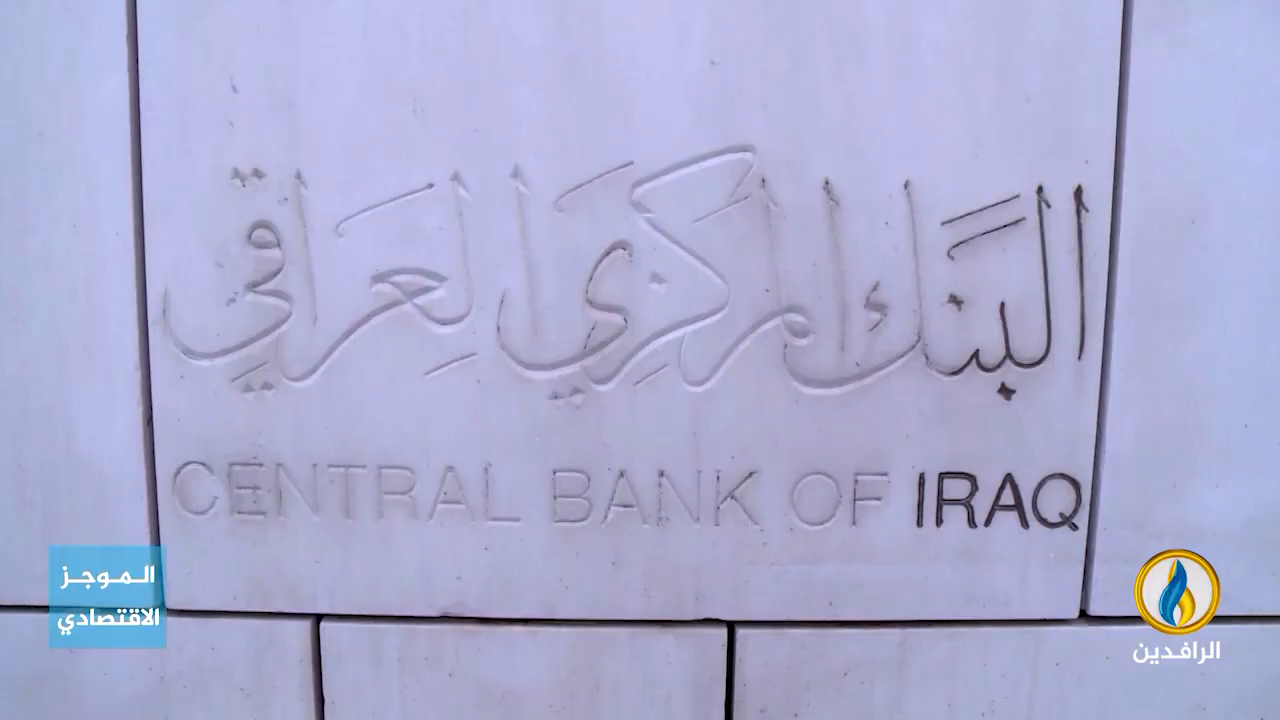 البنك المركزي العراقي
CENTRAL BANK OF IRAQ
الموجز
الاقتصادي
الرافدين